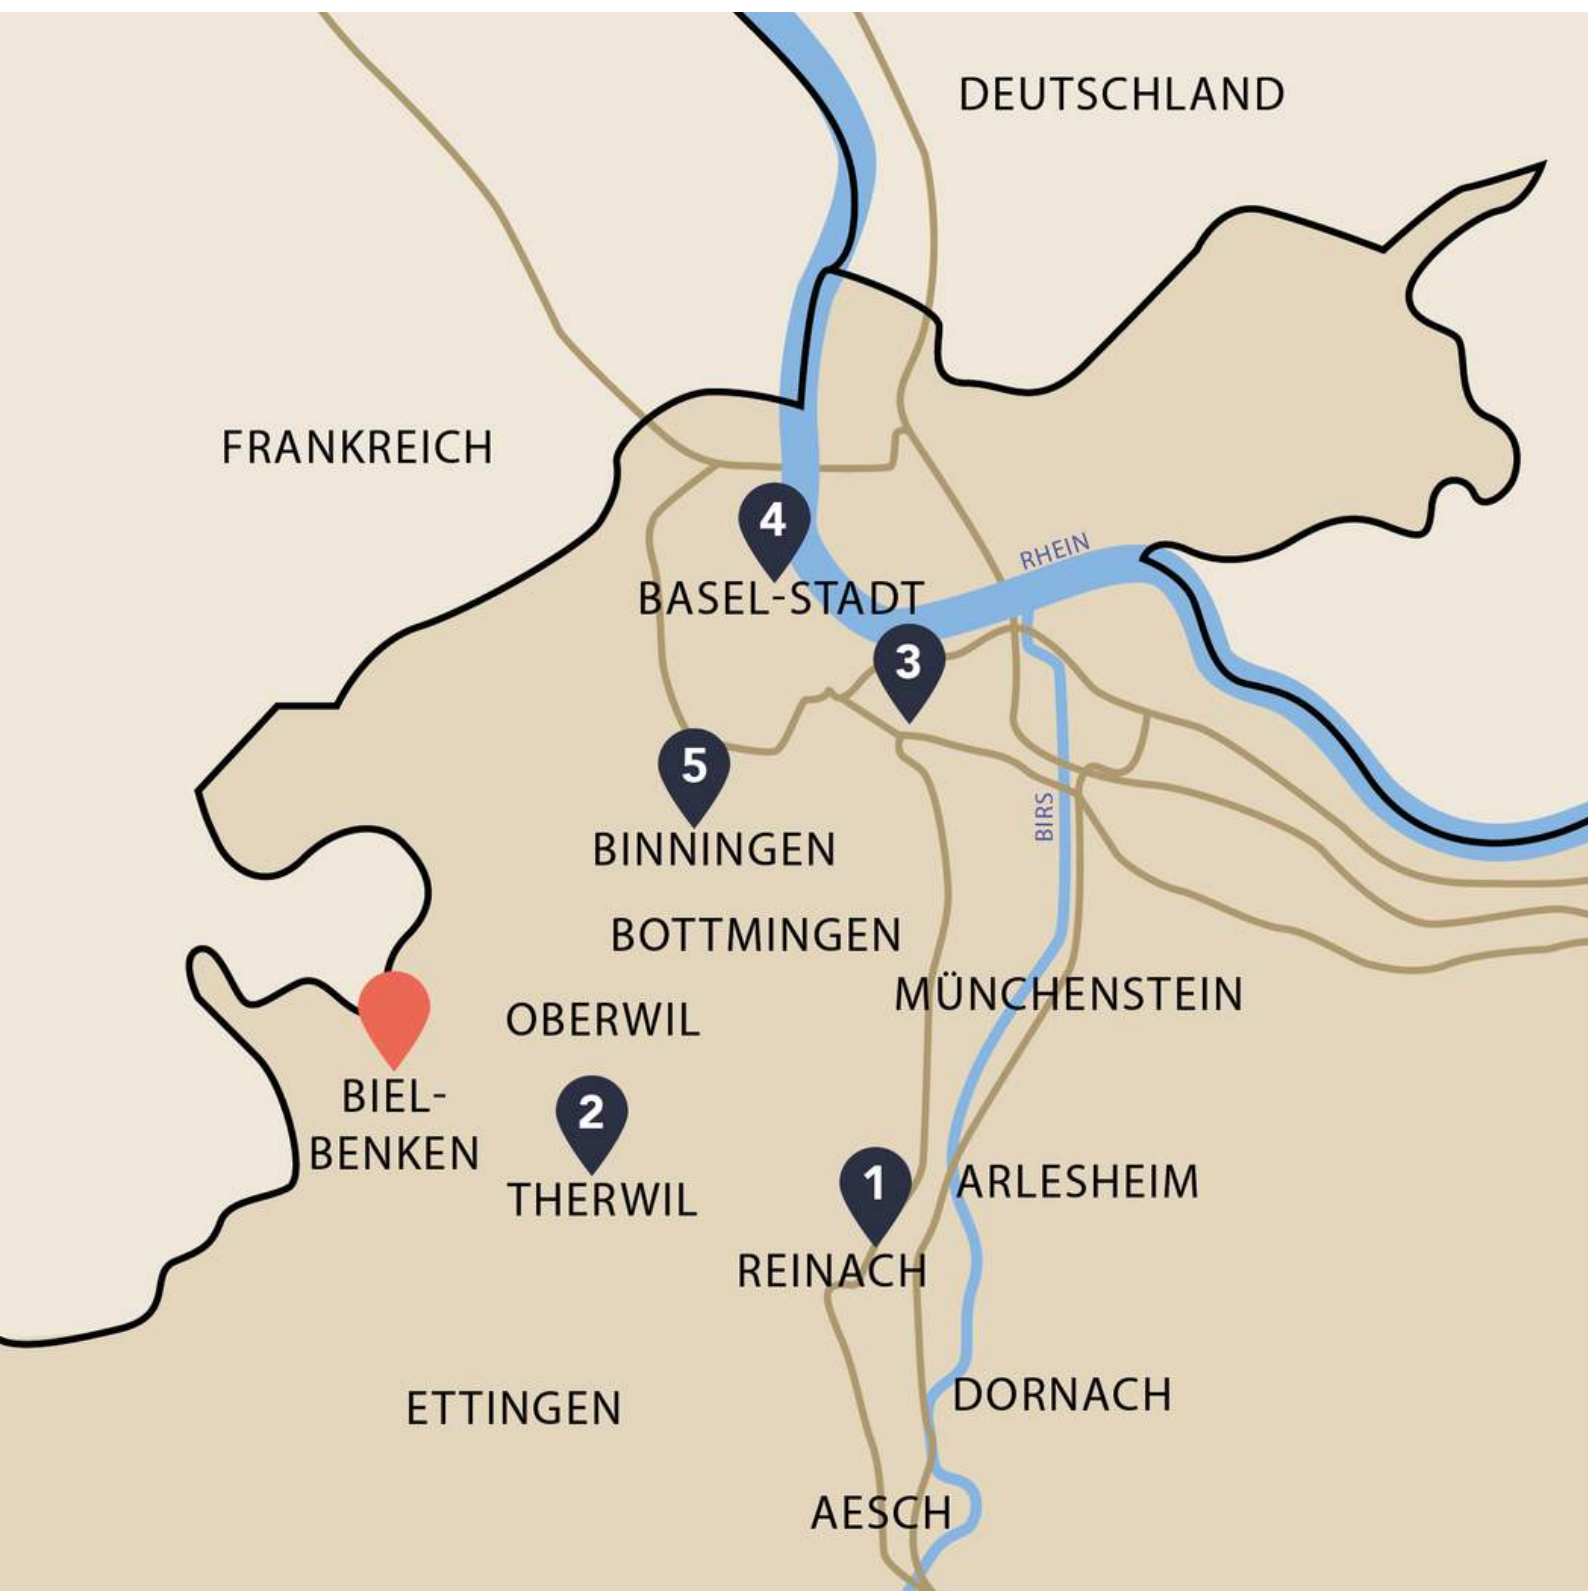 DEUTSCHLAND
FRANKREICH
4
RHEIN
BASEL-STADT
3
5
BIRS
BINNINGEN
BOTTMINGEN
MÜNCHENSTEIN
OBERWIL
BIEL-
BENKEN
2
THERWIL
1
ARLESHEIM
REINACH
DORNACH
ETTINGEN
AESCH